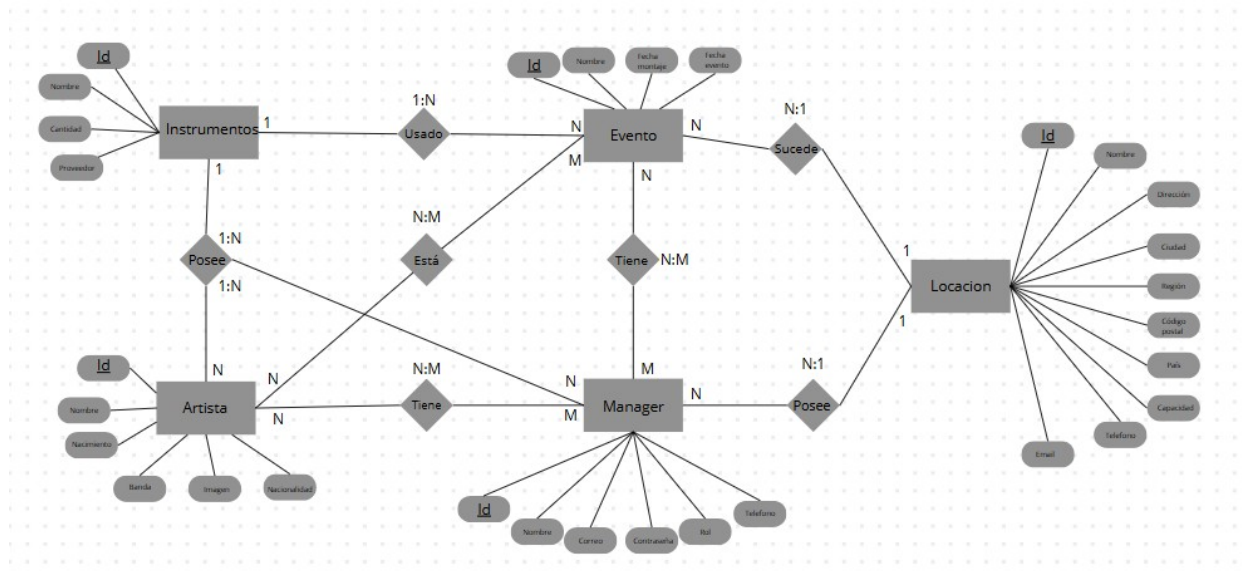 Id
Nombre
Cantidad
Proveedor
Instrumentos
1
1
1:N
Usado
Id
Nombre
Fecha
montaje
Fecha
evento
N
Evento
M
N
N
N:1
Sucede
Id
Nombre
Dirección
Ciudad
Región
Código
postal
País
Capacidad
Telefono
Email
1
Locacion
1
1:N
Posee
1:N
N:M
Está
Tiene
N:M
Id
Nombre
Nacimiento
Banda
Imagen
Nacionalidad
N
Artista
N
N
N:M
Tiene
N
M
M
Manager
N
N:1
Posee
Id
Nombre
Correo
Contraseña
Rol
Telefono